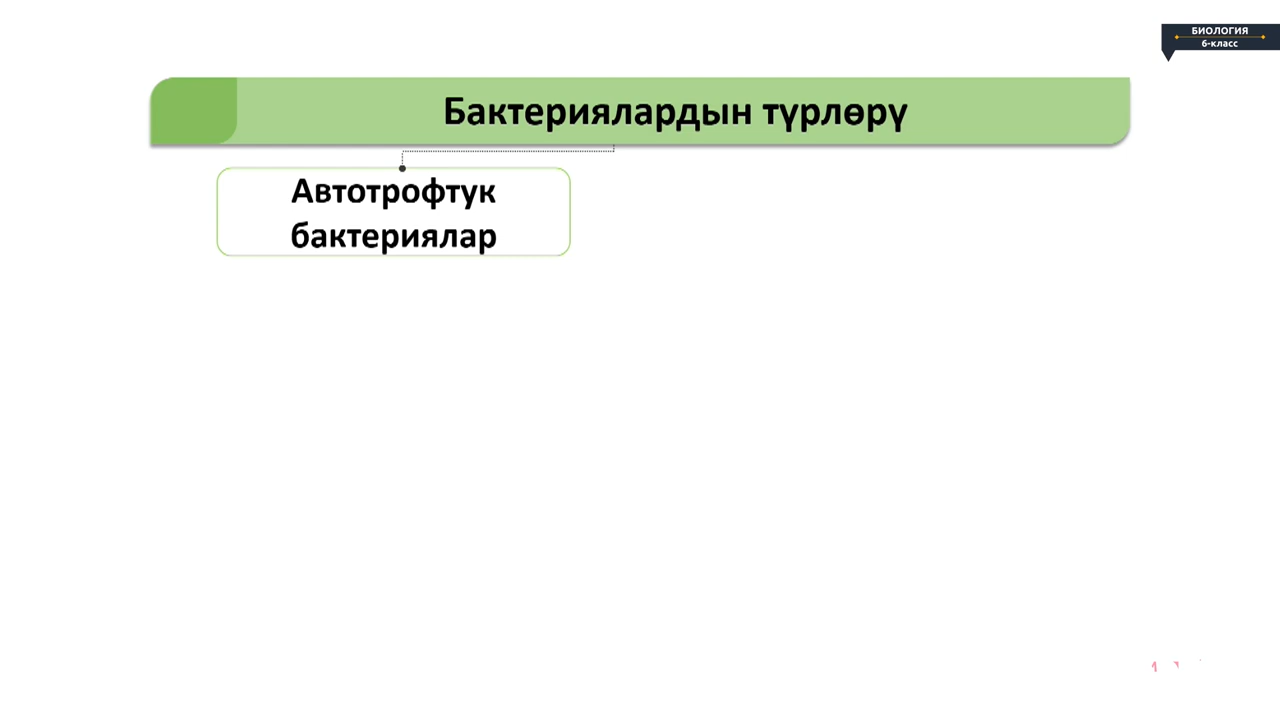 БИОЛОГИЯ
6-класс
Бактериялардын түрлөрү
Автотрофтук
бактериялар